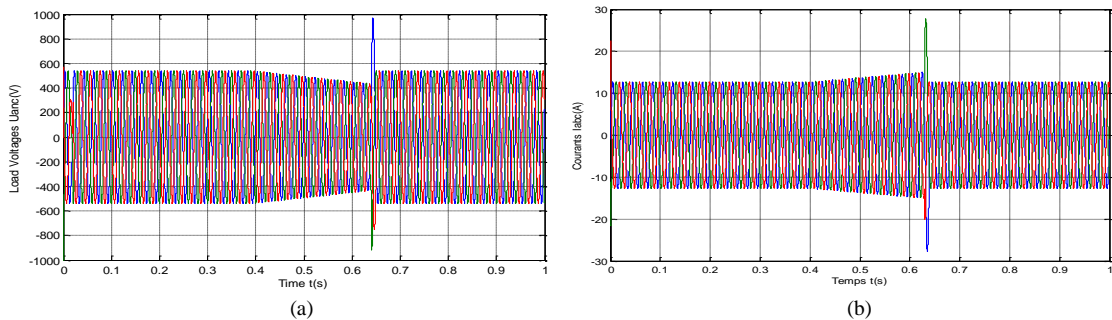 1000
800
600
400
200
0
-200
-400
-600
-800
-1000
Load Voltages Uanc(V)
0 0.1 0.2 0.3 0.4 0.5 0.6 0.7 0.8 0.9 1
Time t(s)
(a)
30
20
10
0
-10
-20
-30
Courants Iabc(A)
0 0.1 0.2 0.3 0.4 0.5 0.6 0.7 0.8 0.9 1
Temps t(s)
(b)